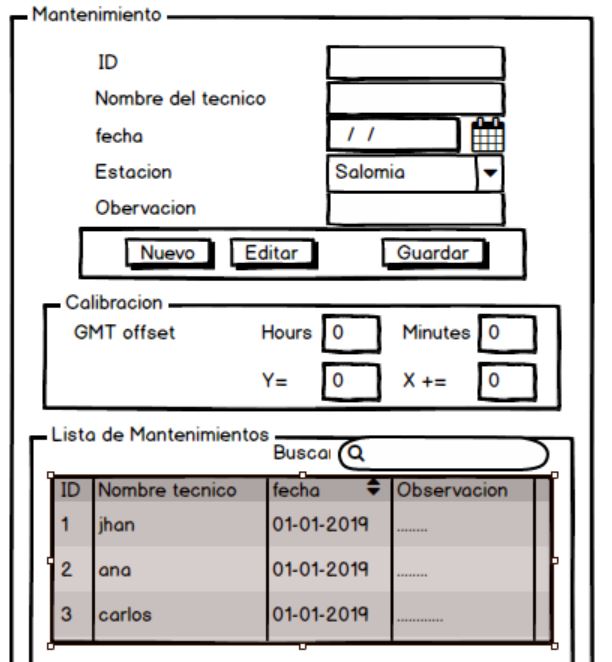 Mantenimiento
ID
Nombre del tecnico
fecha / /
Estacion Salomia
Obervacion
Nuevo Editar Guardar
Calibracion
GMT offset Hours 0 Minutes 0
Y= 0 X += 0
Lista de Mantenimientos
Buscar
ID Nombre tecnico fecha Observacion
1 jhan 01-01-2019 ........
2 ana 01-01-2019 ........
3 carlos 01-01-2019 ............